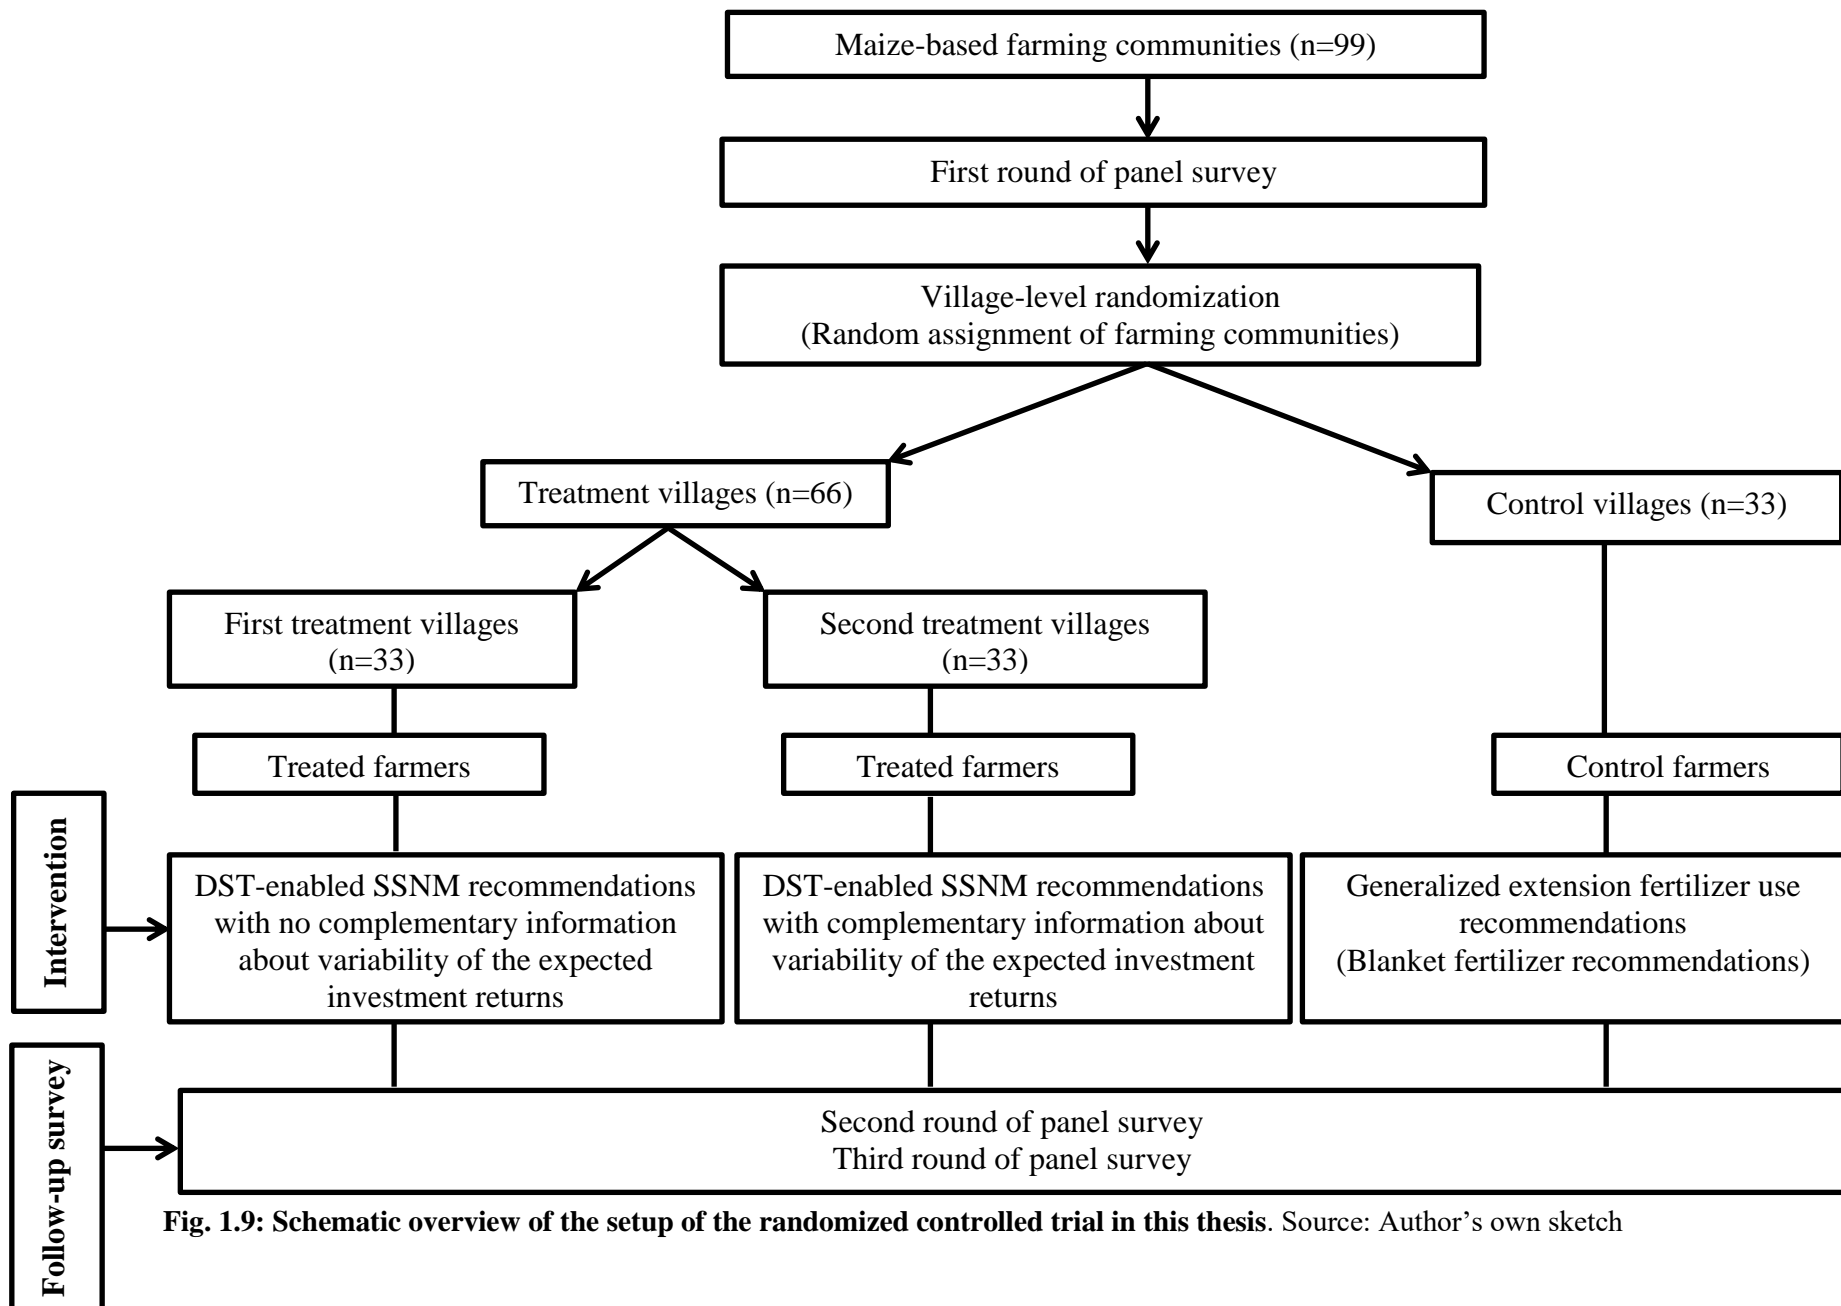 Maize-based farming communities (n=99)
First round of panel survey
Village-level randomization
(Random assignment of farming communities)
Treatment villages (n=66)
Control villages (n=33)
First treatment villages
(n=33)
Second treatment villages
(n=33)
Treated farmers
Treated farmers
Control farmers
Intervention
DST-enabled SSNM recommendations
with no complementary information
about variability of the expected
investment returns
DST-enabled SSNM recommendations
with complementary information about
variability of the expected investment
returns
Generalized extension fertilizer use
recommendations
(Blanket fertilizer recommendations)
Follow-up survey
Second round of panel survey
Third round of panel survey
Fig. 1.9: Schematic overview of the setup of the randomized controlled trial in this thesis. Source: Author's own sketch